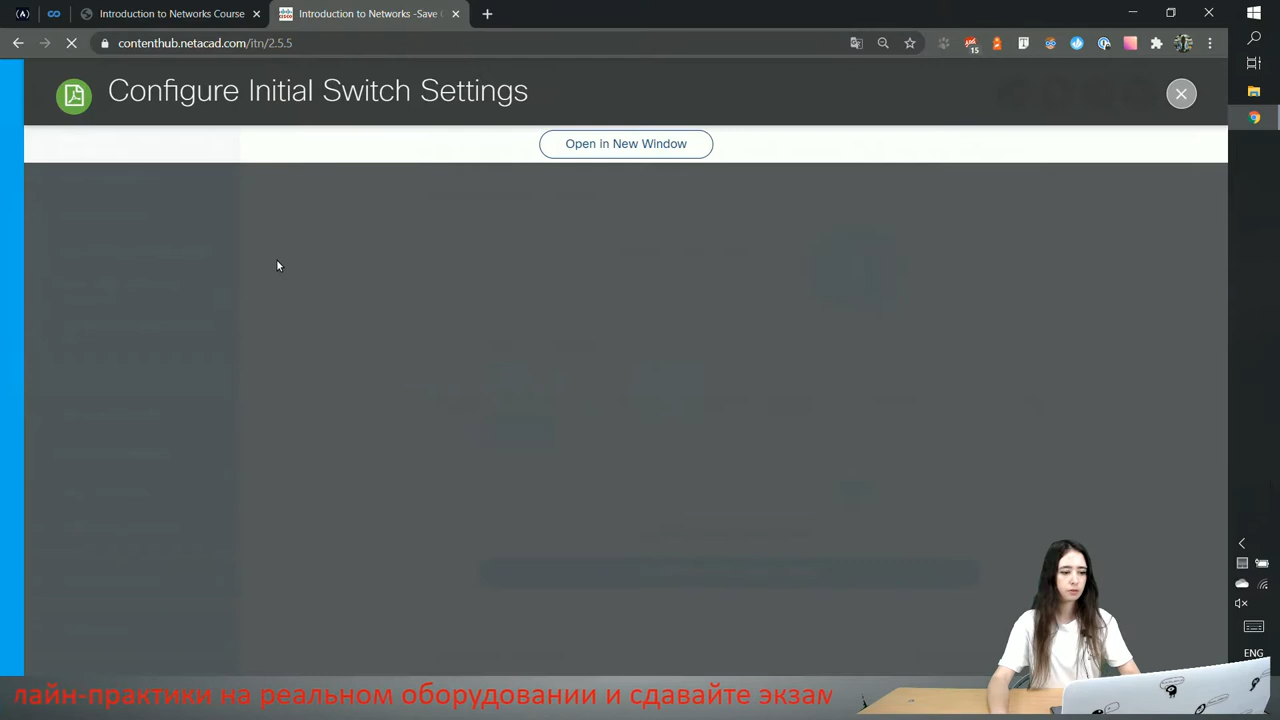 Introduction to Networks Course
Introduction to Networks -Save
contenthub.netacad.com/itn/2.5.5
15
Configure Initial Switch Settings
Open in New Window
ENG
лайн-практики на реальном оборудовании и сдавайте экзам